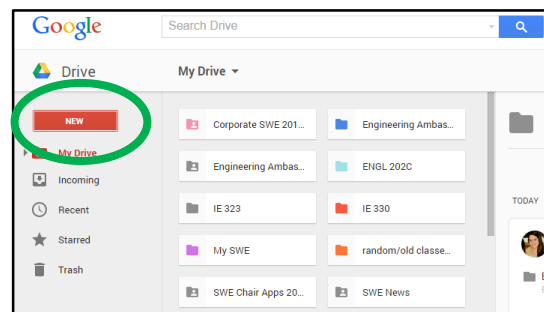 Google
Search Drive
Drive
My Drive
NEW
My Drive
Incoming
Recent
Starred
Trash
Corporate SWE 201...
Engineering Ambas...
Engineering Ambas...
ENGL 202C
IE 323
IE 330
My SWE
random/old classe...
SWE Chair Apps 20...
SWE News
TODAY